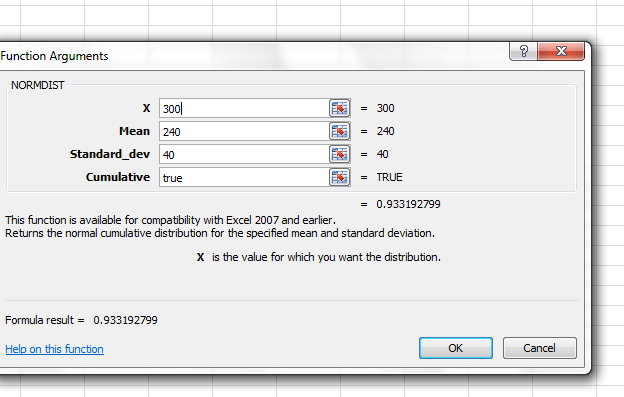 Function Arguments
NORMDIST
X 300 = 300
Mean 240 = 240
Standard_dev 40 = 40
Cumulative true = TRUE
= 0.933192799
This function is available for compatibility with Excel 2007 and earlier.
Returns the normal cumulative distribution for the specified mean and standard deviation.
X is the value for which you want the distribution.
Formula result = 0.933192799
Help on this function OK Cancel